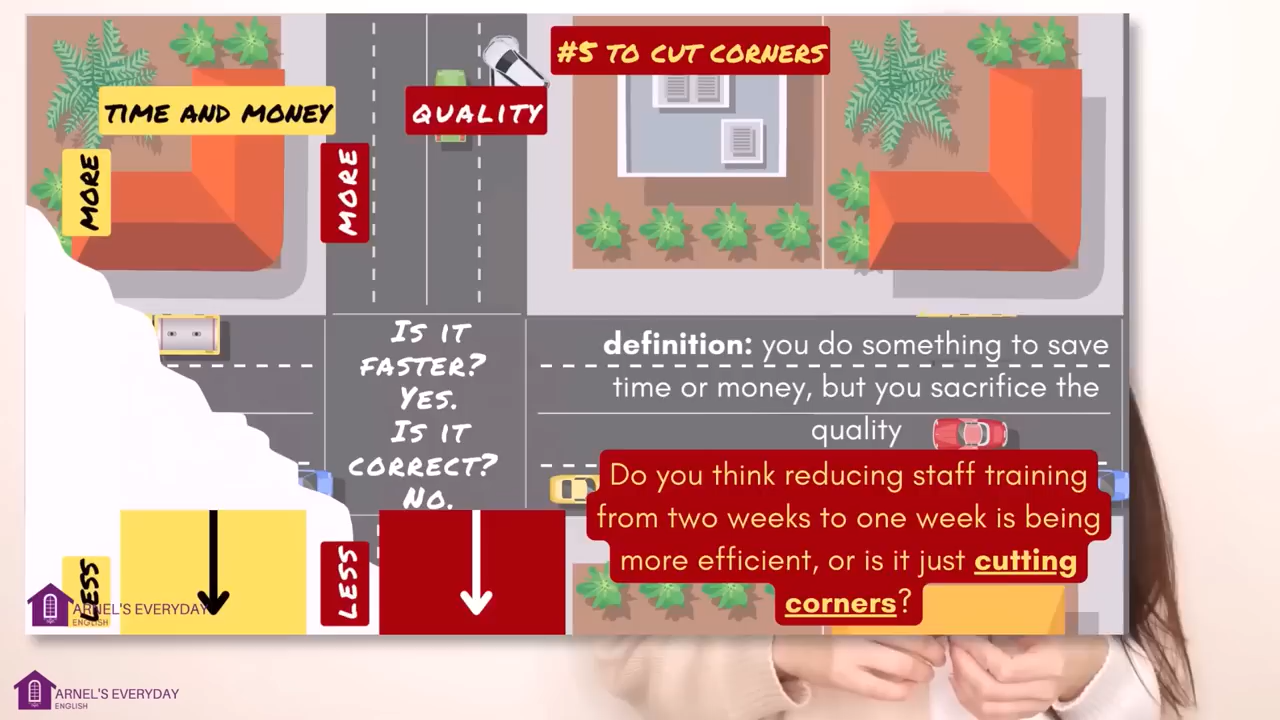 #5 TO CUT CORNERS
TIME AND MONEY
QUALITY
MORE
MORE
IS IT
FASTER?
YES.
IS IT
CORRECT?
NO.
definition: you do something to save
time or money, but you sacrifice the
quality
Do you think reducing staff training
from two weeks to one week is being
more efficient, or is it just cutting
corners?
LESS
LESS
ARNEL'S EVERYDAY
ENGLISH
ARNEL'S EVERYDAY
ENGLISH